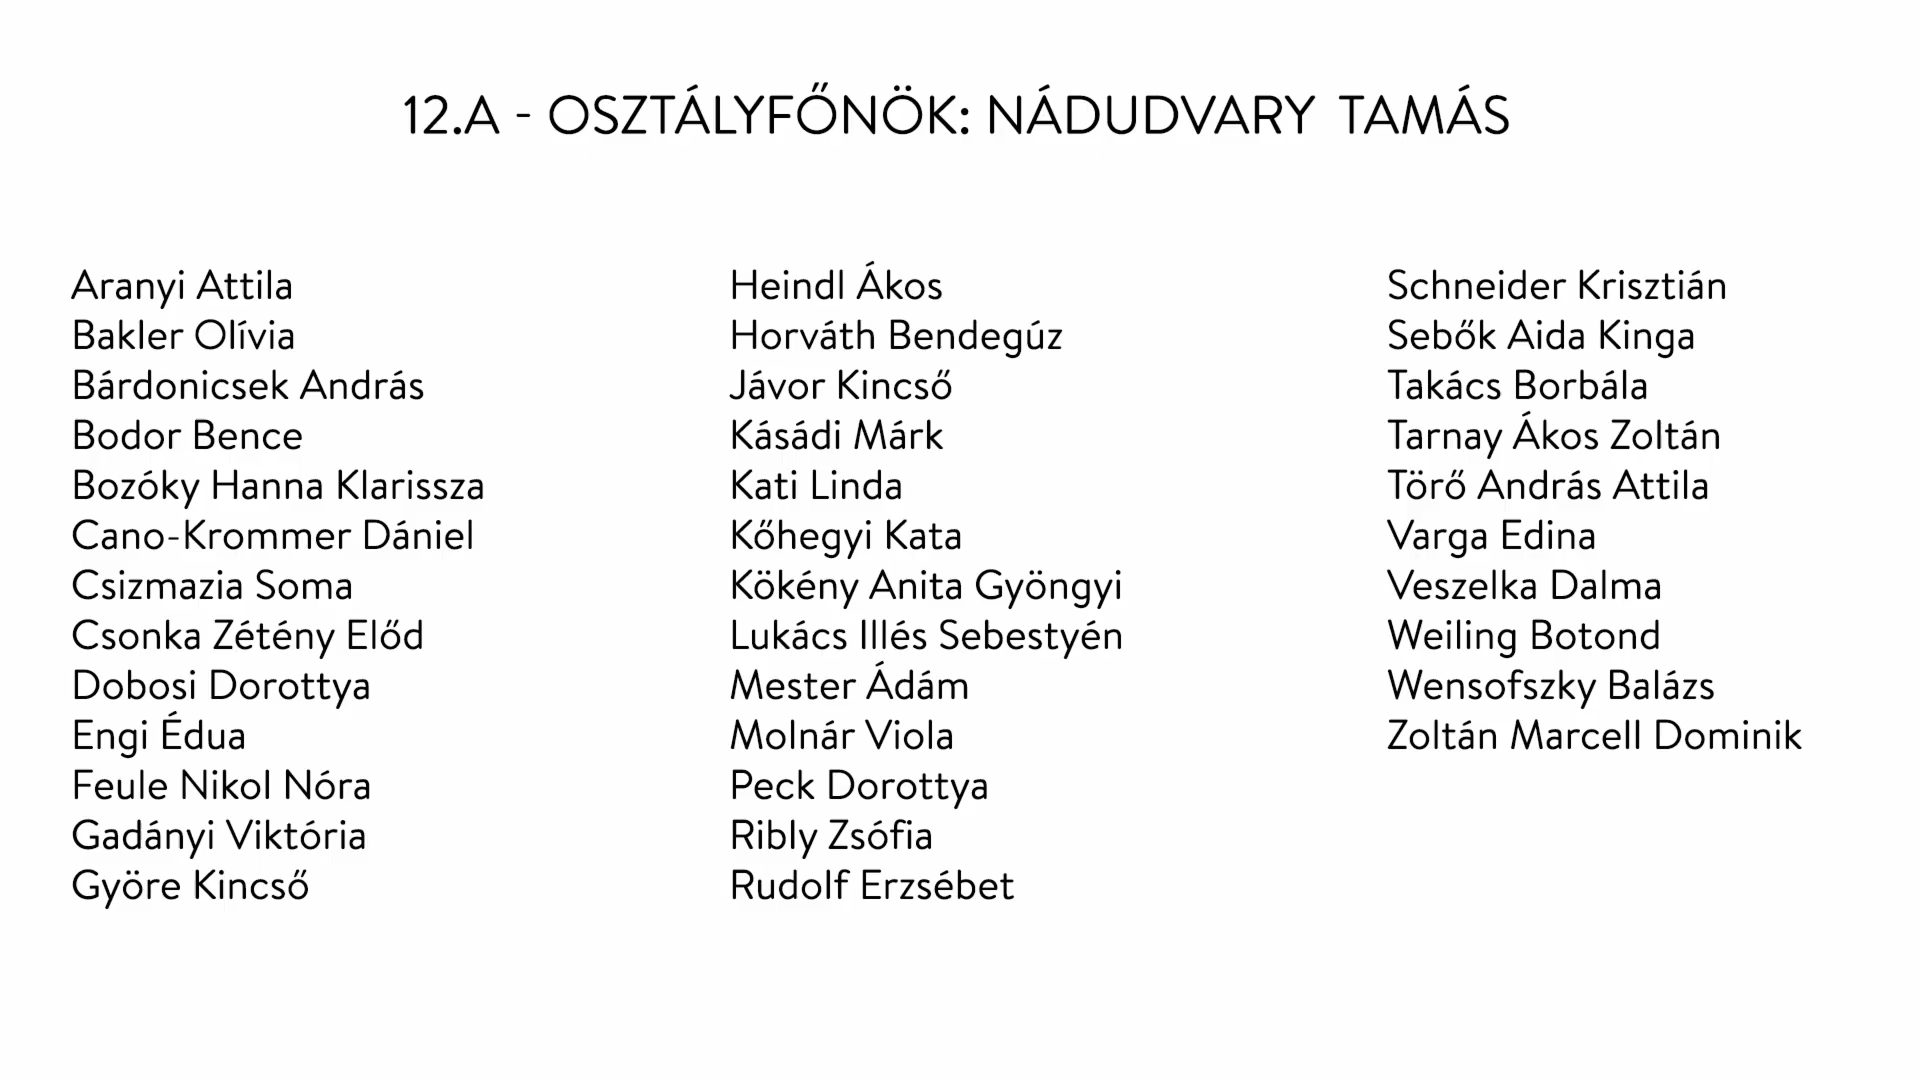 12.A - OSZTÁLYFŐNÖK: NÁDUDVARY TAMÁS
Aranyi Attila
Bakler Olívia
Bárdonicsek András
Bodor Bence
Bozóky Hanna Klarissza
Cano-Krommer Dániel
Csizmazia Soma
Csonka Zétény Előd
Dobosi Dorottya
Engi Édua
Feule Nikol Nóra
Gadányi Viktória
Györe Kincső
Heindl Ákos
Horváth Bendegúz
Jávor Kincső
Kásádi Márk
Kati Linda
Kőhegyi Kata
Kökény Anita Gyöngyi
Lukács Illés Sebestyén
Mester Ádám
Molnár Viola
Peck Dorottya
Ribly Zsófia
Rudolf Erzsébet
Schneider Krisztián
Sebők Aida Kinga
Takács Borbála
Tarnay Ákos Zoltán
Törő András Attila
Varga Edina
Veszelka Dalma
Weiling Botond
Wensofszky Balázs
Zoltán Marcell Dominik